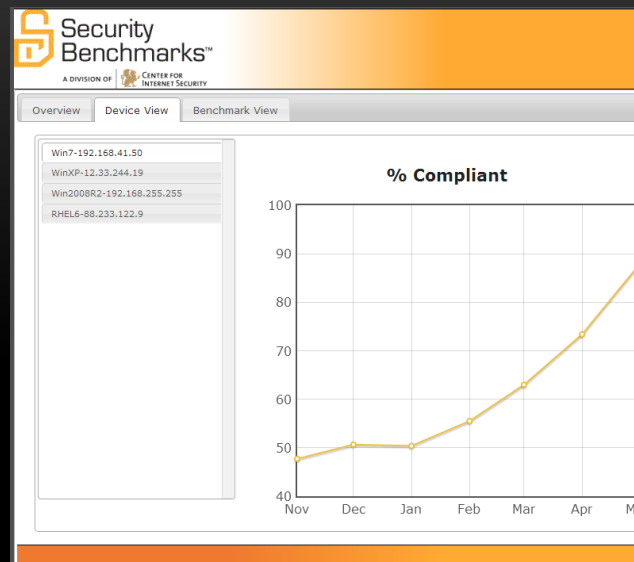 Security
Benchmarks™
A DIVISION OF CENTER FOR
INTERNET SECURITY
Overview Device View Benchmark View
Win7-192.168.41.50
WinXP-12.33.244.19
Win2008R2-192.168.255.255
RHEL6-88.233.122.9
% Compliant
100
90
80
70
60
50
40
Nov Dec Jan Feb Mar Apr